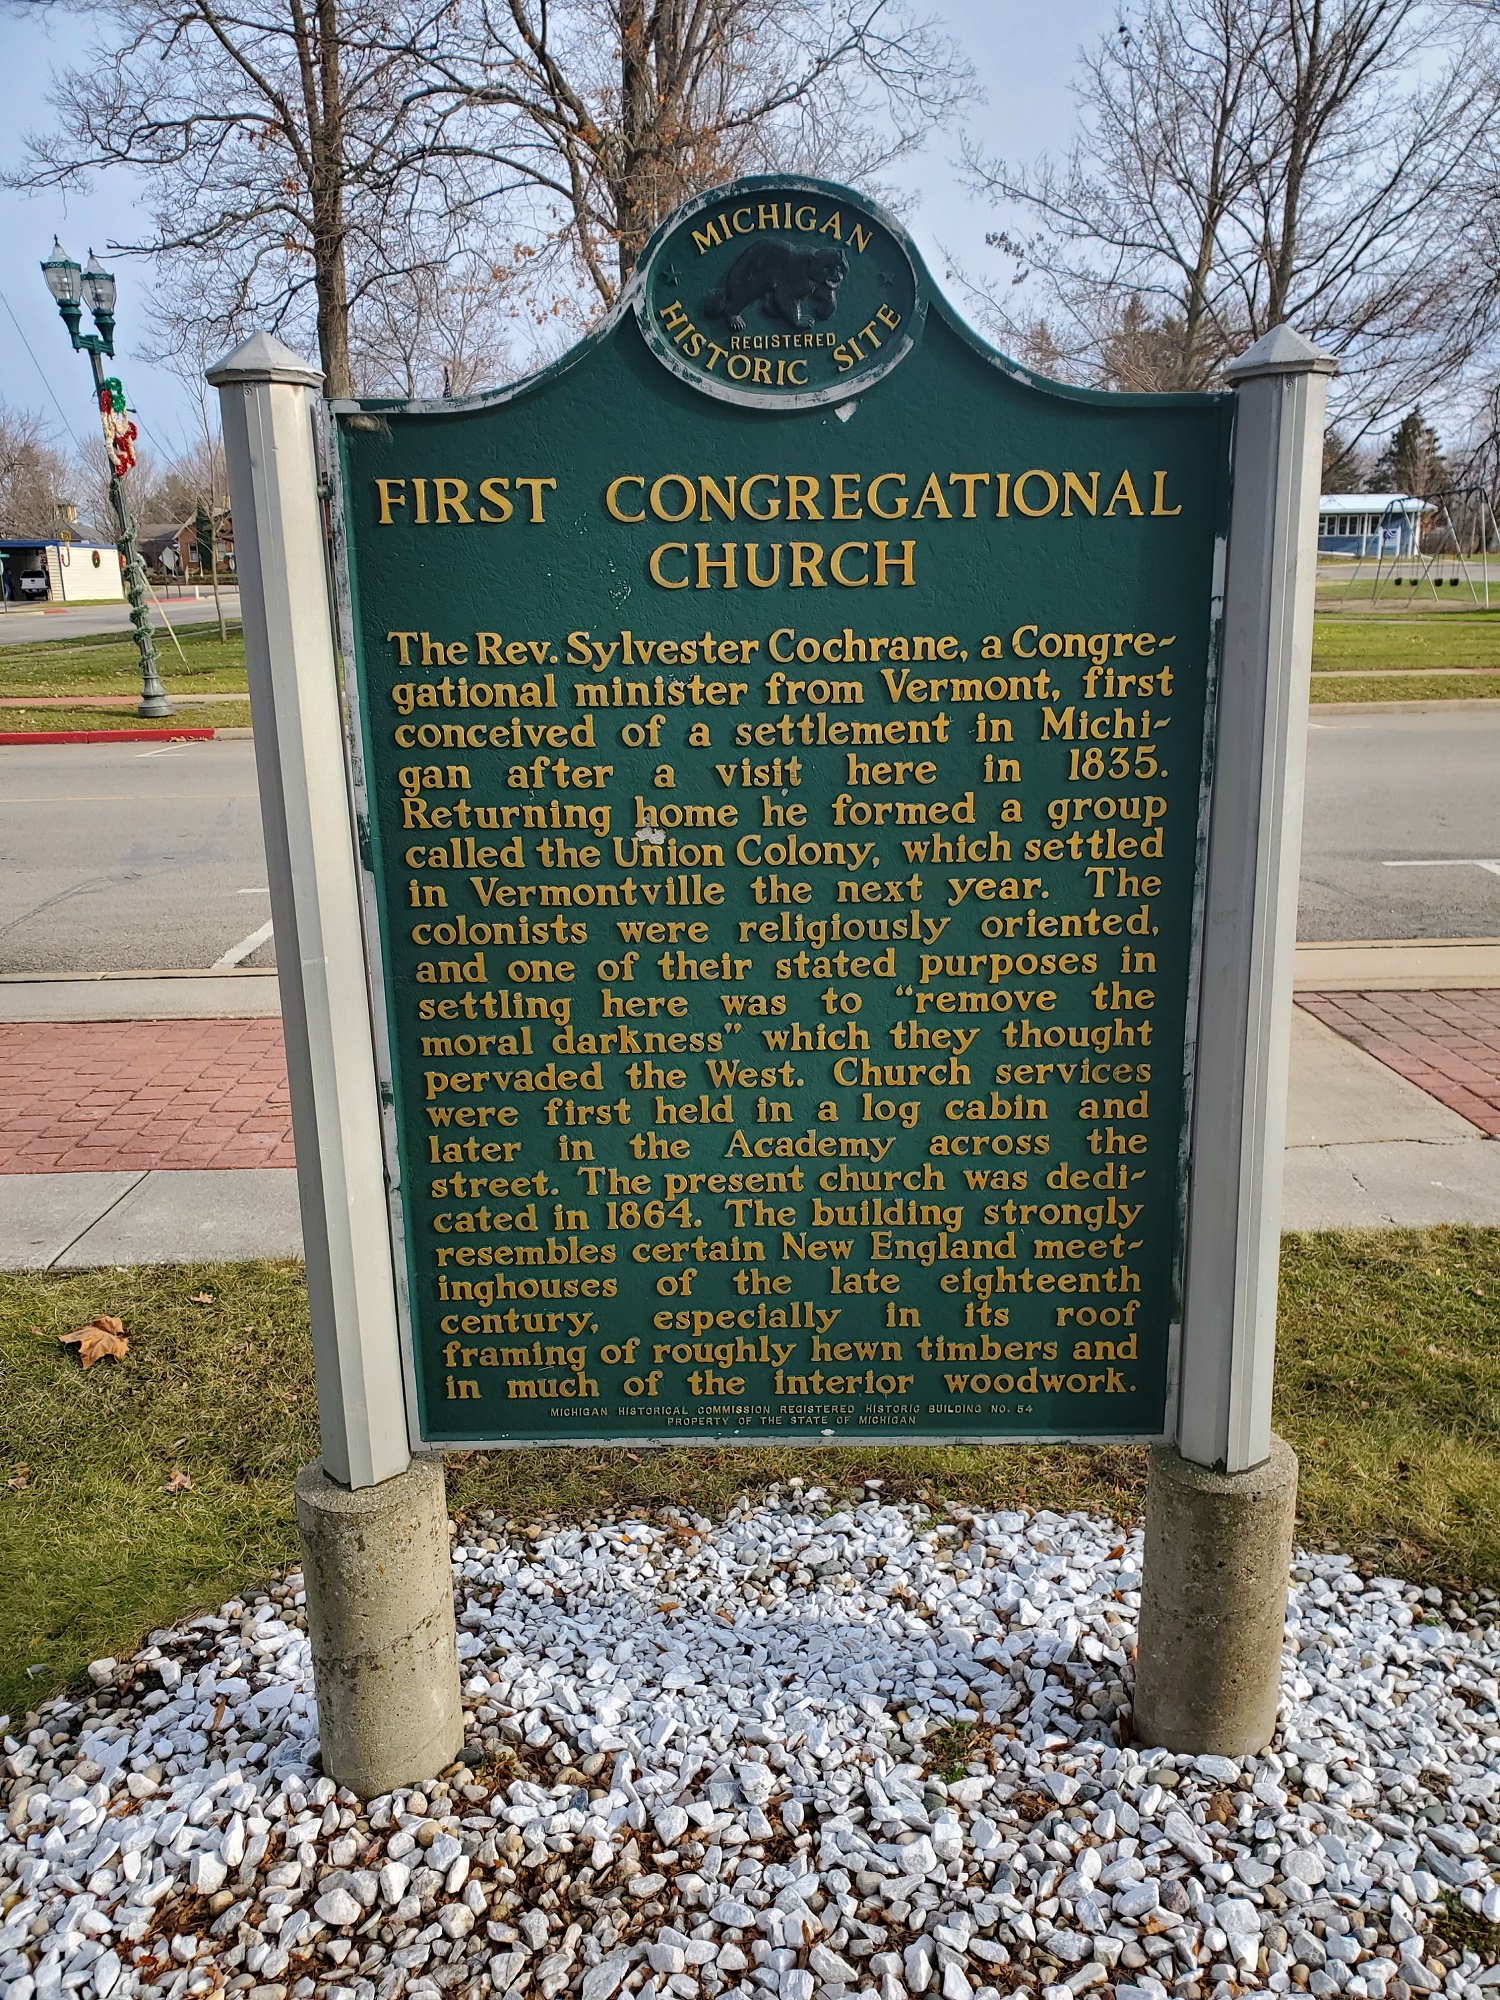 MICHIGAN
REGISTERED
HISTORIC SITE
FIRST CONGREGATIONAL
CHURCH
The Rev. Sylvester Cochrane, a Congre-
gational minister from Vermont, first
conceived of a settlement in Michi-
gan after a visit here in 1835.
Returning home he formed a group
called the Union Colony, which settled
in Vermontville the next year. The
colonists were religiously oriented,
and one of their stated purposes in
settling here was to "remove the
moral darkness" which they thought
pervaded the West. Church services
were first held in a log cabin and
later in the Academy across the
street. The present church was dedi-
cated in 1864. The building strongly
resembles certain New England meet-
inghouses of the late eighteenth
century, especially in its roof
framing of roughly hewn timbers and
in much of the interior woodwork.
MICHIGAN HISTORICAL COMMISSION REGISTERED HISTORIC BUILDING NO. 54
PROPERTY OF THE STATE OF MICHIGAN